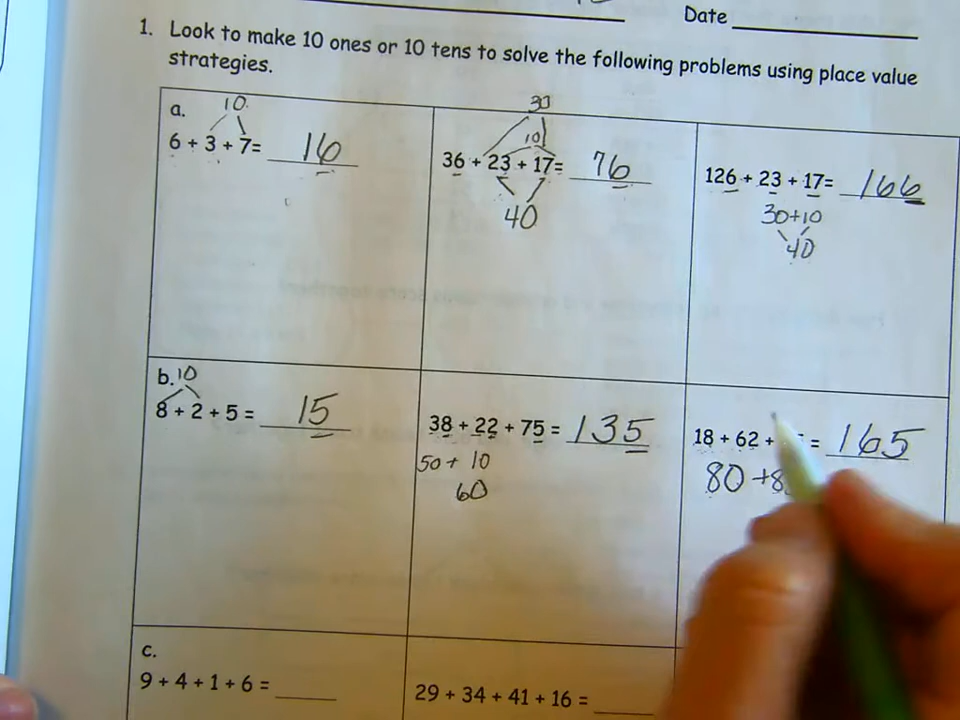 Date
1. Look to make 10 ones or 10 tens to solve the following problems using place value
strategies.
a.
10
6 + 3 + 7= 16
30
10
36 + 23 + 17= 76
40
126 + 23 + 17= 166
30+10
40
b. 10
8 + 2 + 5 = 15
38 + 22 + 75 = 135
50 + 10
60
18 + 62 + = 165
80 +8
c.
9 + 4 + 1 + 6 =
29 + 34 + 41 + 16 =